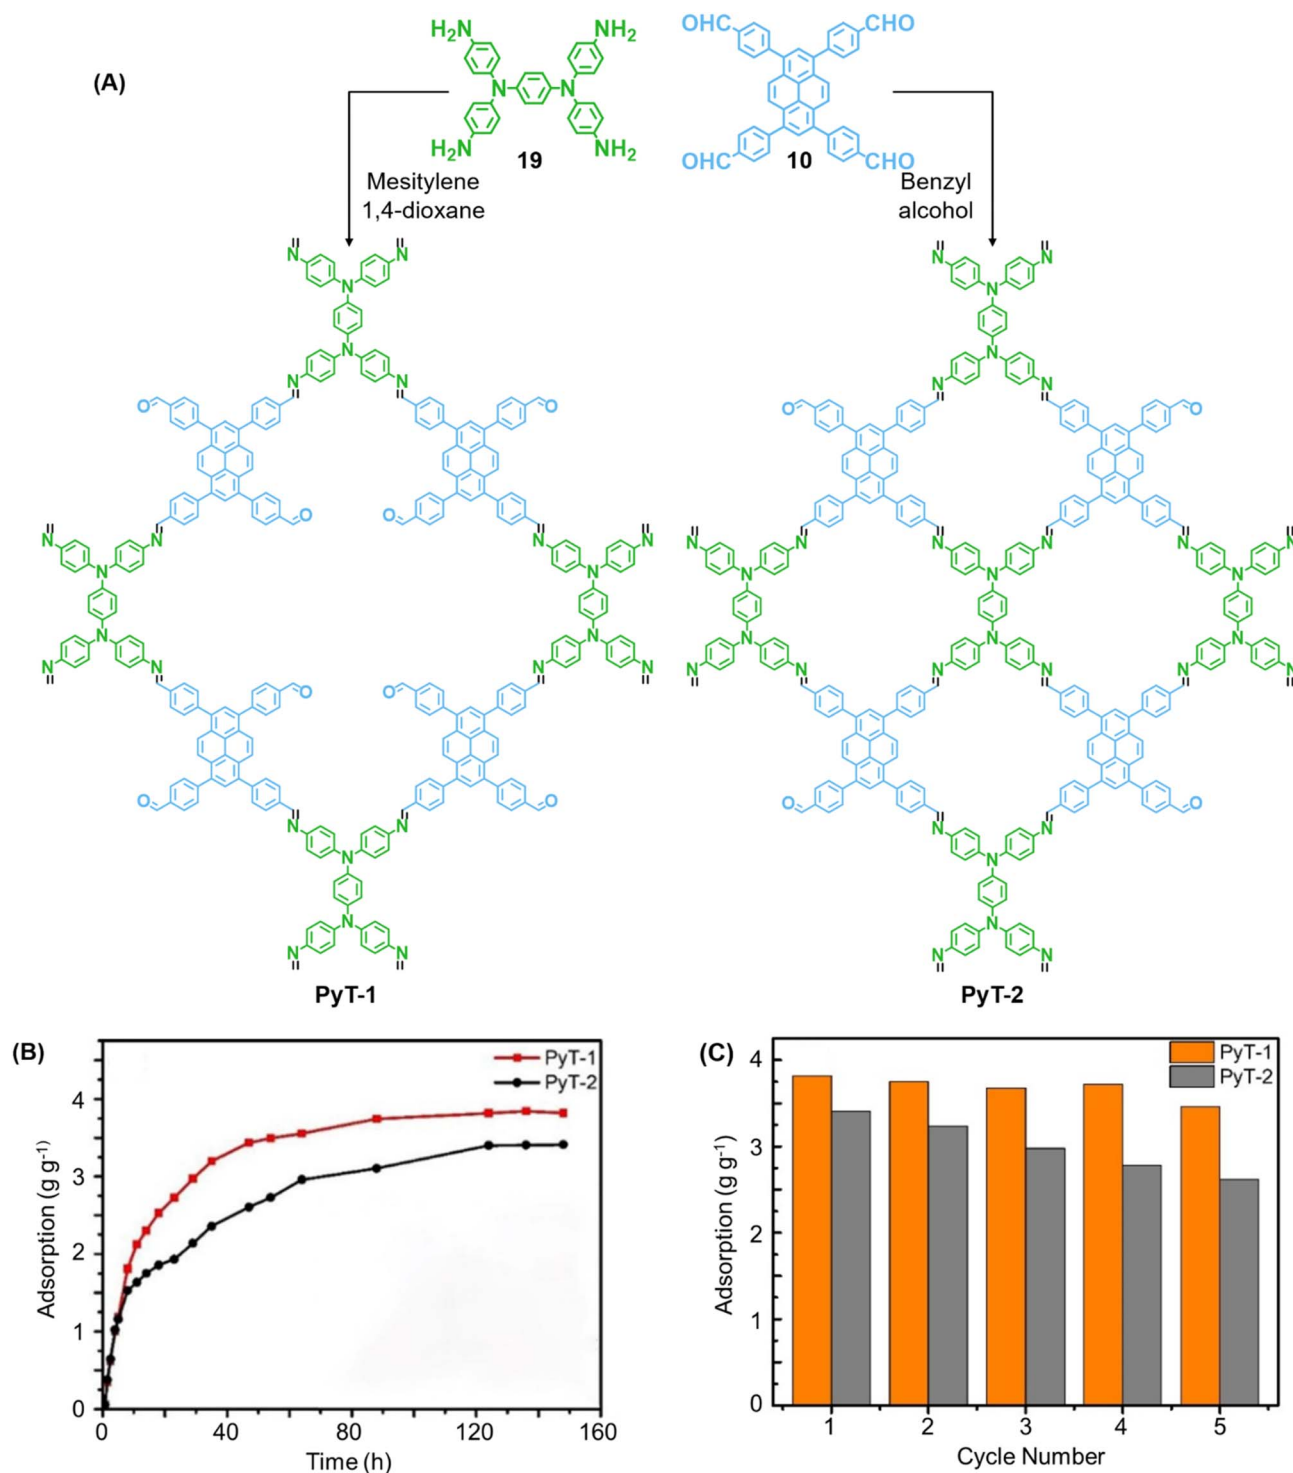 (A)
H₂N NH₂ OHC CHO
N N
H₂N NH₂ OHC CHO
19 10
Mesitylene
1,4-dioxane
Benzyl
alcohol
N N N N
N N
N N
N N N N
O O O O
O O
N N N N N N N N
N N N N N
N N N N N
N N N N N N N N
O O
O O O O
N N N N
N N
N N
N N N N
PyT-1 PyT-2
(B)
PyT-1
PyT-2
Adsorption (g g⁻¹)
4
3
2
1
0
0 40 80 120 160
Time (h)
(C)
PyT-1
PyT-2
Adsorption (g g⁻¹)
4
3
2
1
0
1 2 3 4 5
Cycle Number